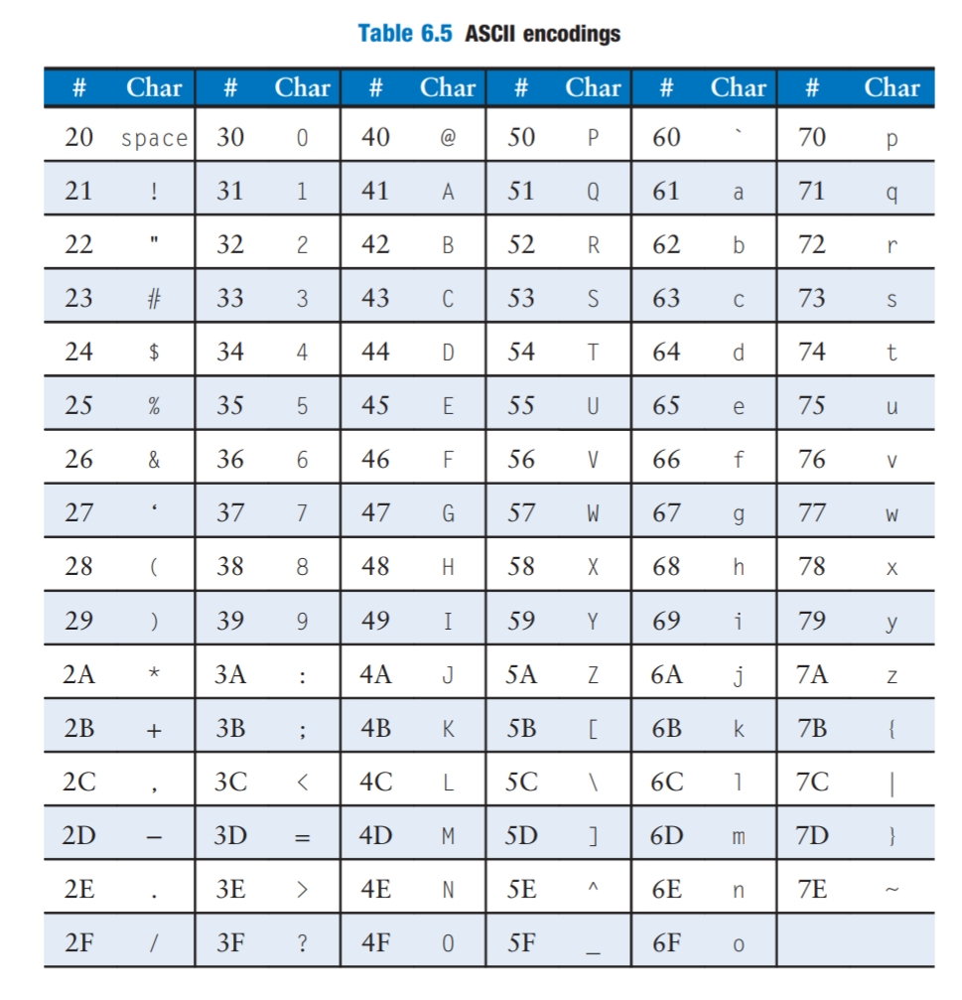 Table 6.5 ASCII encodings
# Char # Char # Char # Char # Char # Char
20 space 30 0 40 @ 50 P 60 ` 70 p
21 ! 31 1 41 A 51 Q 61 a 71 q
22 " 32 2 42 B 52 R 62 b 72 r
23 # 33 3 43 C 53 S 63 c 73 s
24 $ 34 4 44 D 54 T 64 d 74 t
25 % 35 5 45 E 55 U 65 e 75 u
26 & 36 6 46 F 56 V 66 f 76 v
27 ‘ 37 7 47 G 57 W 67 g 77 w
28 ( 38 8 48 H 58 X 68 h 78 x
29 ) 39 9 49 I 59 Y 69 i 79 y
2A * 3A : 4A J 5A Z 6A j 7A z
2B + 3B ; 4B K 5B [ 6B k 7B {
2C , 3C < 4C L 5C \ 6C l 7C |
2D – 3D = 4D M 5D ] 6D m 7D }
2E . 3E > 4E N 5E ^ 6E n 7E ~
2F / 3F ? 4F O 5F _ 6F o